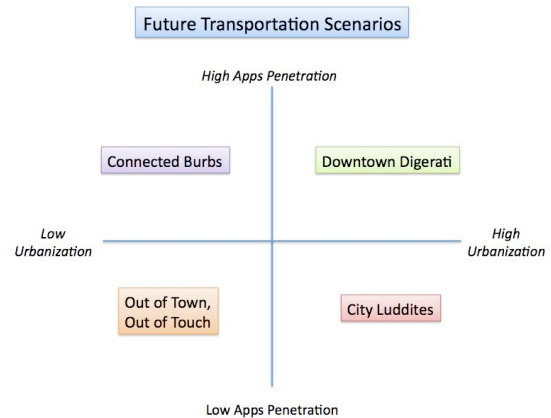 Future Transportation Scenarios
High Apps Penetration
Connected Burbs
Downtown Digerati
Low
Urbanization
High
Urbanization
Out of Town,
Out of Touch
City Luddites
Low Apps Penetration